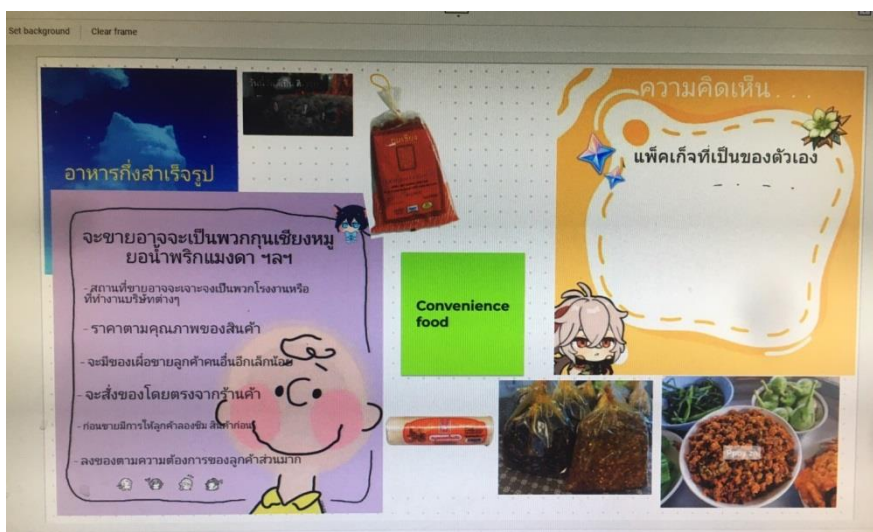 Set background
Clear frame
อาหารกึ่งสำเร็จรูป
จะขายอาจจะเป็นพวกกุนเชียงหมู
ยอน้ำพริกแมงดา ฯลฯ
- สถานที่ขายอาจจะเจาะจงเป็นพวกโรงงานหรือ
ที่ทำงานบริษัทต่างๆ
- ราคาตามคุณภาพของสินค้า
- จะมีของเผื่อขายลูกค้าคนอื่นอีกเล็กน้อย
- จะสั่งของโดยตรงจากร้านค้า
- ก่อนขายมีการให้ลูกค้าลองชิม สินค้าก่อน
- ลงของตามความต้องการของลูกค้าส่วนมาก
Convenience
food
ความคิดเห็น . . .
แพ็คเก็จที่เป็นของตัวเอง